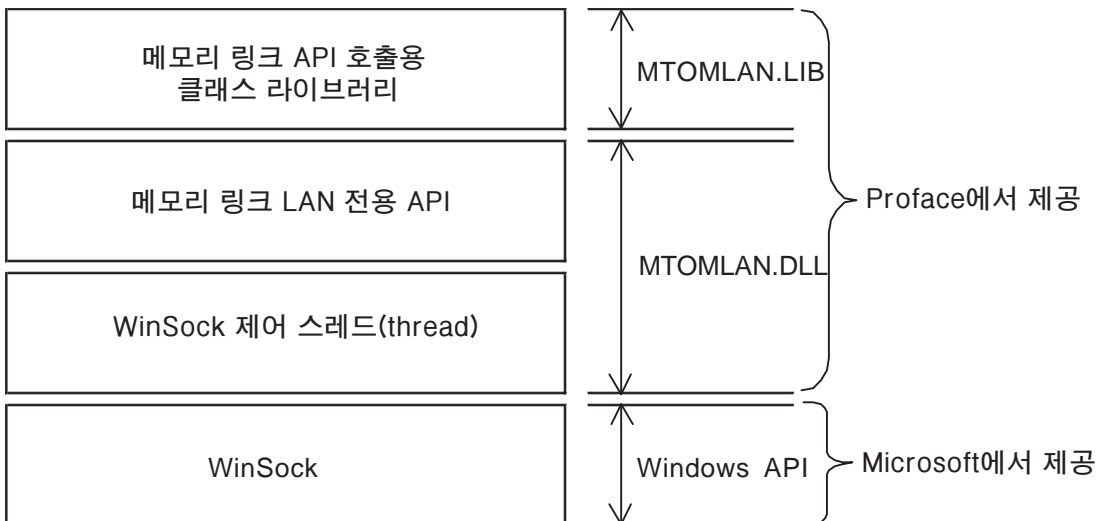 메모리 링크 API 호출용
클래스 라이브러리
MTOMLAN.LIB
메모리 링크 LAN 전용 API
Proface에서 제공
MTOMLAN.DLL
WinSock 제어 스레드(thread)
WinSock
Windows API
Microsoft에서 제공